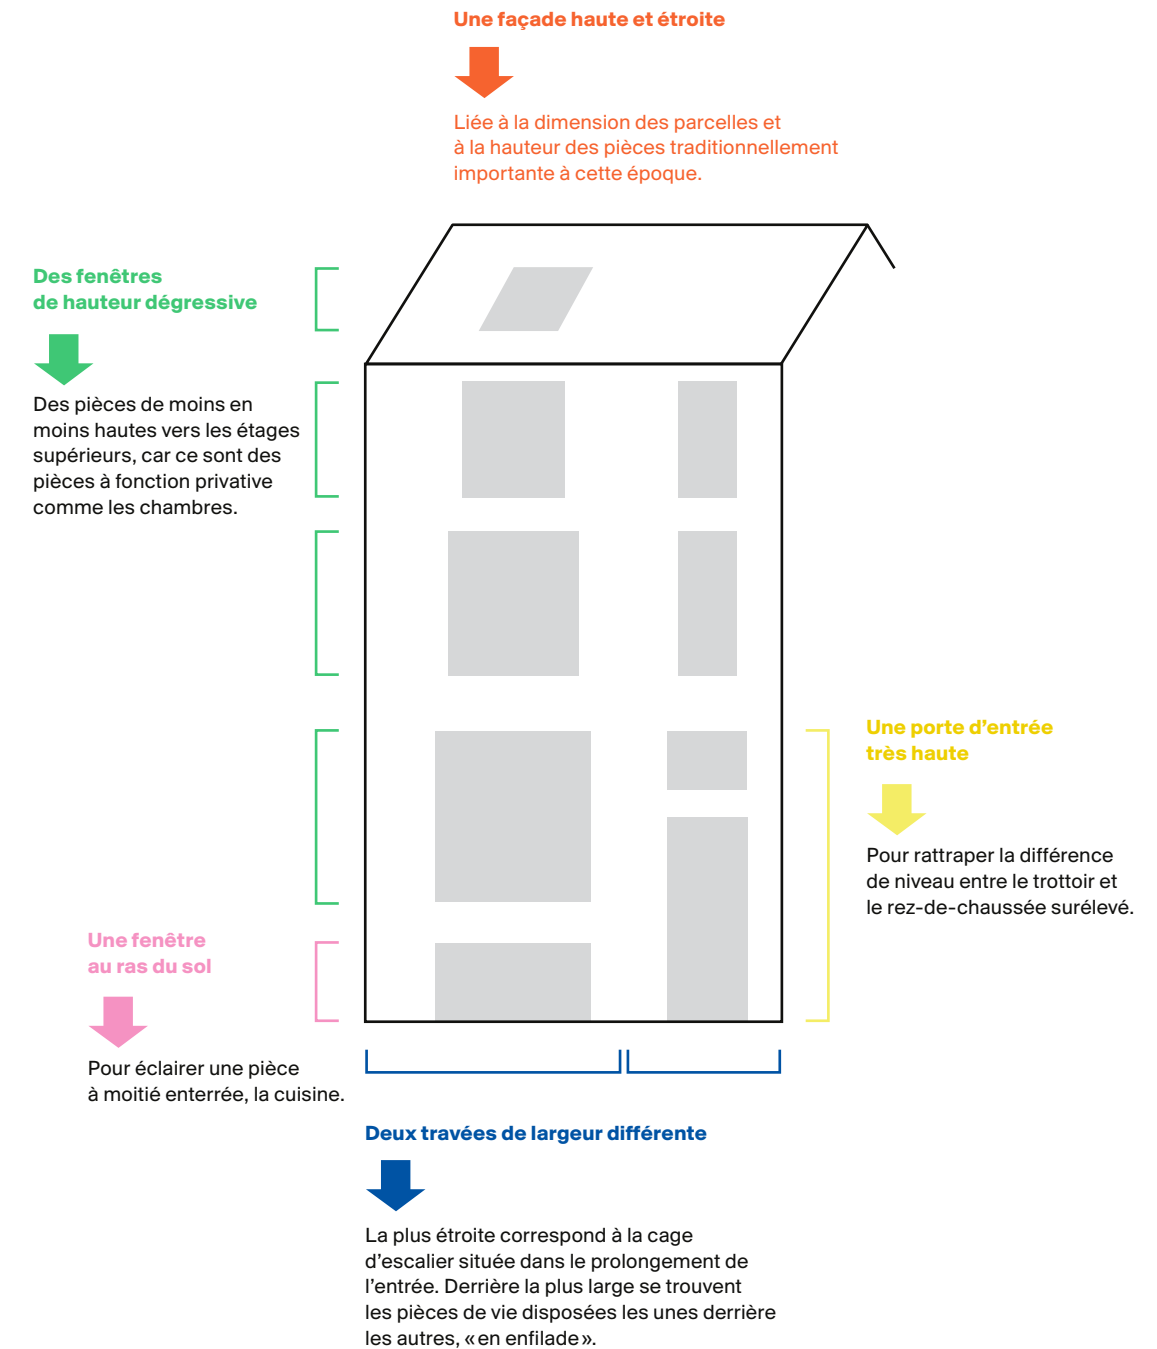 Une façade haute et étroite
Liée à la dimension des parcelles et
à la hauteur des pièces traditionnellement
importante à cette époque.
Des fenêtres
de hauteur dégressive
Des pièces de moins en
moins hautes vers les étages
supérieurs, car ce sont des
pièces à fonction privative
comme les chambres.
Une porte d'entrée
très haute
Pour rattraper la différence
de niveau entre le trottoir et
le rez-de-chaussée surélevé.
Une fenêtre
au ras du sol
Pour éclairer une pièce
à moitié enterrée, la cuisine.
Deux travées de largeur différente
La plus étroite correspond à la cage
d'escalier située dans le prolongement de
l'entrée. Derrière la plus large se trouvent
les pièces de vie disposées les unes derrière
les autres, «en enfilade».